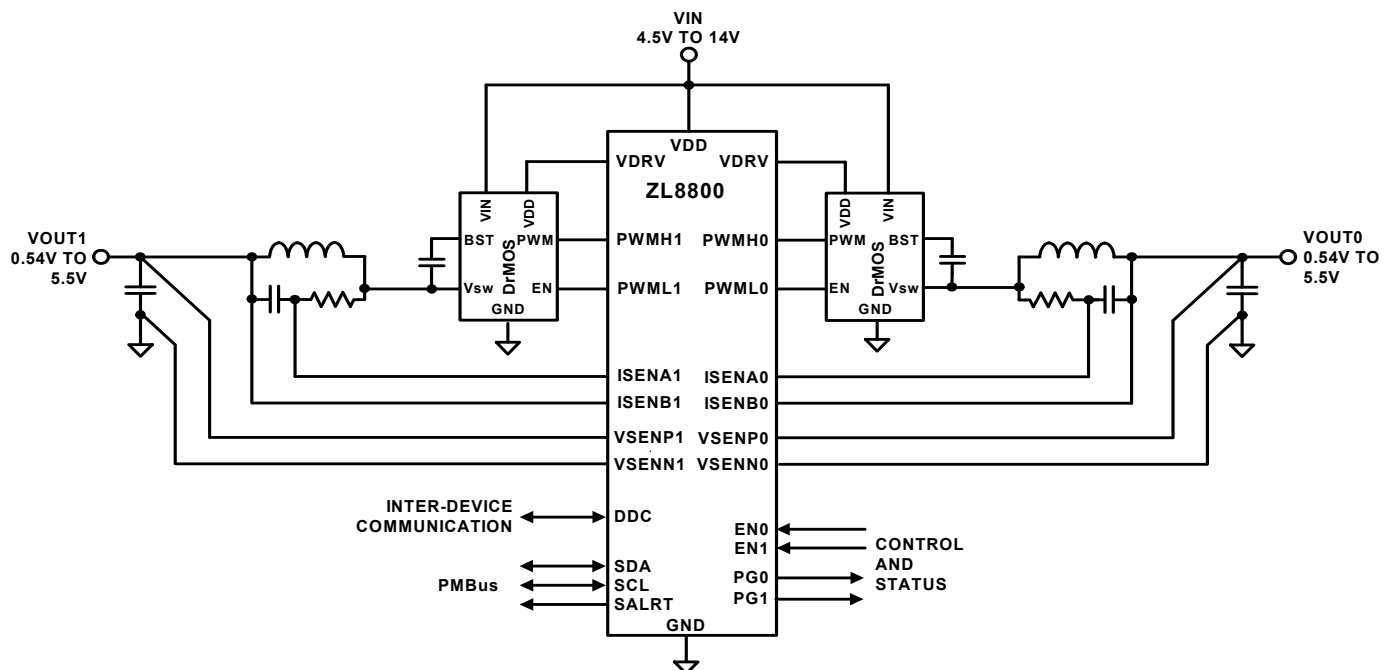 VIN
4.5V TO 14V
VDD
VDRV
VDRV
ZL8800
VIN
VDD
BST
PWM
DrMOS
Vsw
EN
GND
VDD
VIN
PWM
BST
DrMOS
EN
Vsw
GND
VOUT1
0.54V TO
5.5V
VOUT0
0.54V TO
5.5V
PWMH1
PWMH0
PWML1
PWML0
ISENA1
ISENA0
ISENB1
ISENB0
VSENP1
VSENP0
VSENN1
VSENN0
INTER-DEVICE
COMMUNICATION
DDC
EN0
EN1
CONTROL
AND
STATUS
PMBus
SDA
SCL
SALRT
PG0
PG1
GND